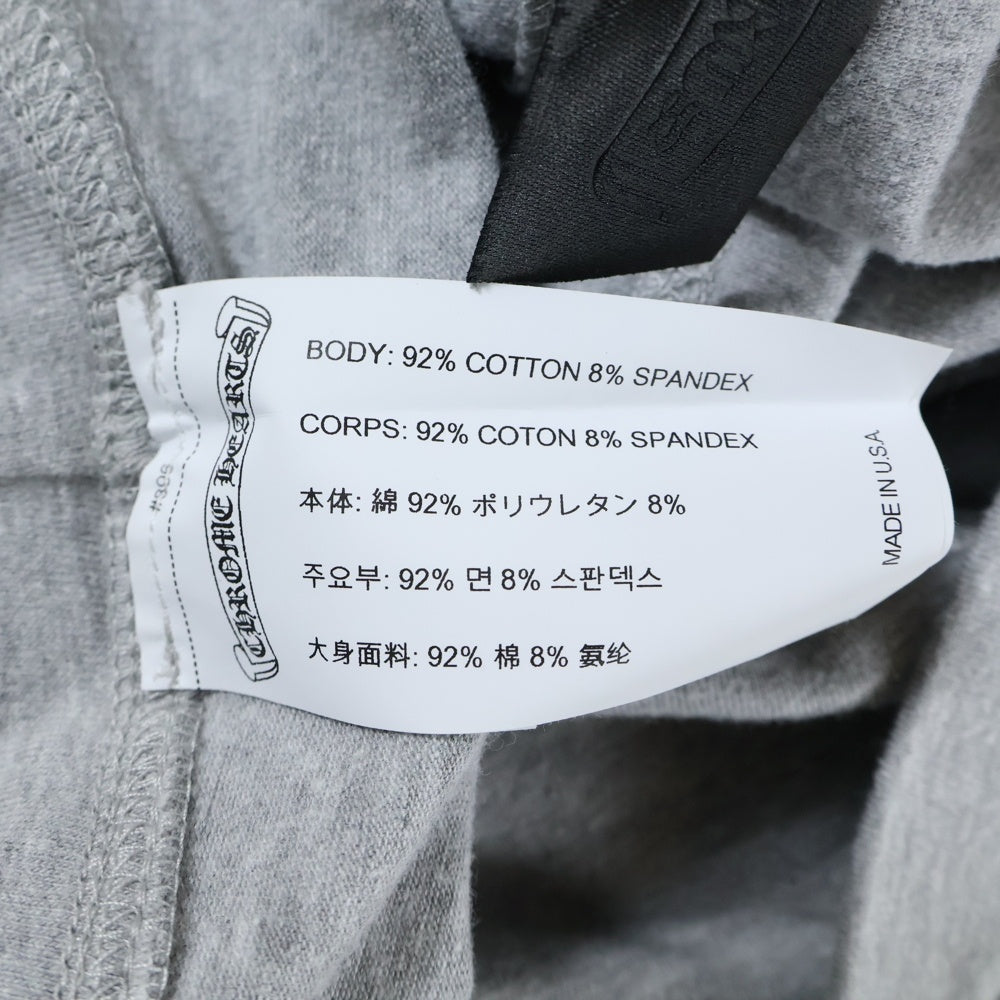 CHROME HEARTS
BODY: 92% COTTON 8% SPANDEX
CORPS: 92% COTON 8% SPANDEX
本体: 綿 92% ポリウレタン 8%
주요부: 92% 면 8% 스판덱스
大身面料: 92% 棉 8% 氨纶
MADE IN U.S.A